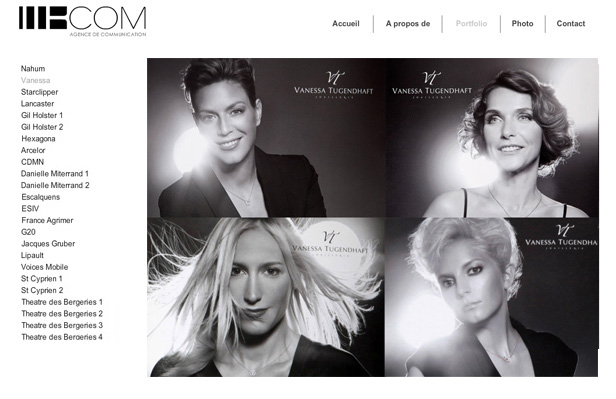 COM
AGENCE DE COMMUNICATION
Accueil
A propos de
Portfolio
Photo
Contact
Nahum
Vanessa
Starclipper
Lancaster
Gil Holster 1
Gil Holster 2
Hexagona
Arcelor
CDMN
Danielle Miterrand 1
Danielle Miterrand 2
Escalquens
ESIV
France Agrimer
G20
Jacques Gruber
Lipault
Voices Mobile
St Cyprien 1
St Cyprien 2
Theatre des Bergeries 1
Theatre des Bergeries 2
Theatre des Bergeries 3
Theatre des Bergeries 4
VT
VANESSA TUGENDHAFT
JOAILLERIE
VT
VANESSA TUGENDHAFT
JOAILLERIE
VT
VANESSA TUGENDHAFT
JOAILLERIE
VT
VANESSA TUGENDHA
JOAILLERIE